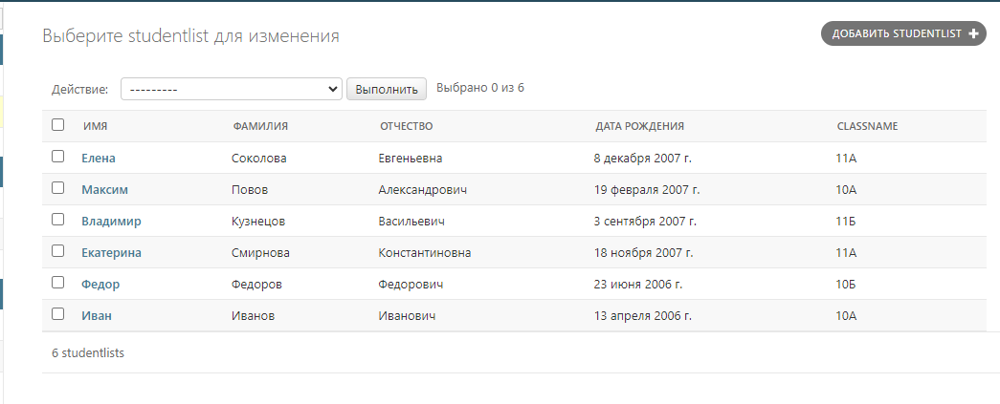 Выберите studentlist для изменения
ДОБАВИТЬ STUDENTLIST
Действие: --------- Выполнить Выбрано 0 из 6
ИМЯ ФАМИЛИЯ ОТЧЕСТВО ДАТА РОЖДЕНИЯ CLASSNAME
Елена Соколова Евгеньевна 8 декабря 2007 г. 11А
Максим Попов Александрович 19 февраля 2007 г. 10А
Владимир Кузнецов Васильевич 3 сентября 2007 г. 11Б
Екатерина Смирнова Константиновна 18 ноября 2007 г. 11А
Федор Федоров Федорович 23 июня 2006 г. 10Б
Иван Иванов Иванович 13 апреля 2006 г. 10А
6 studentlists